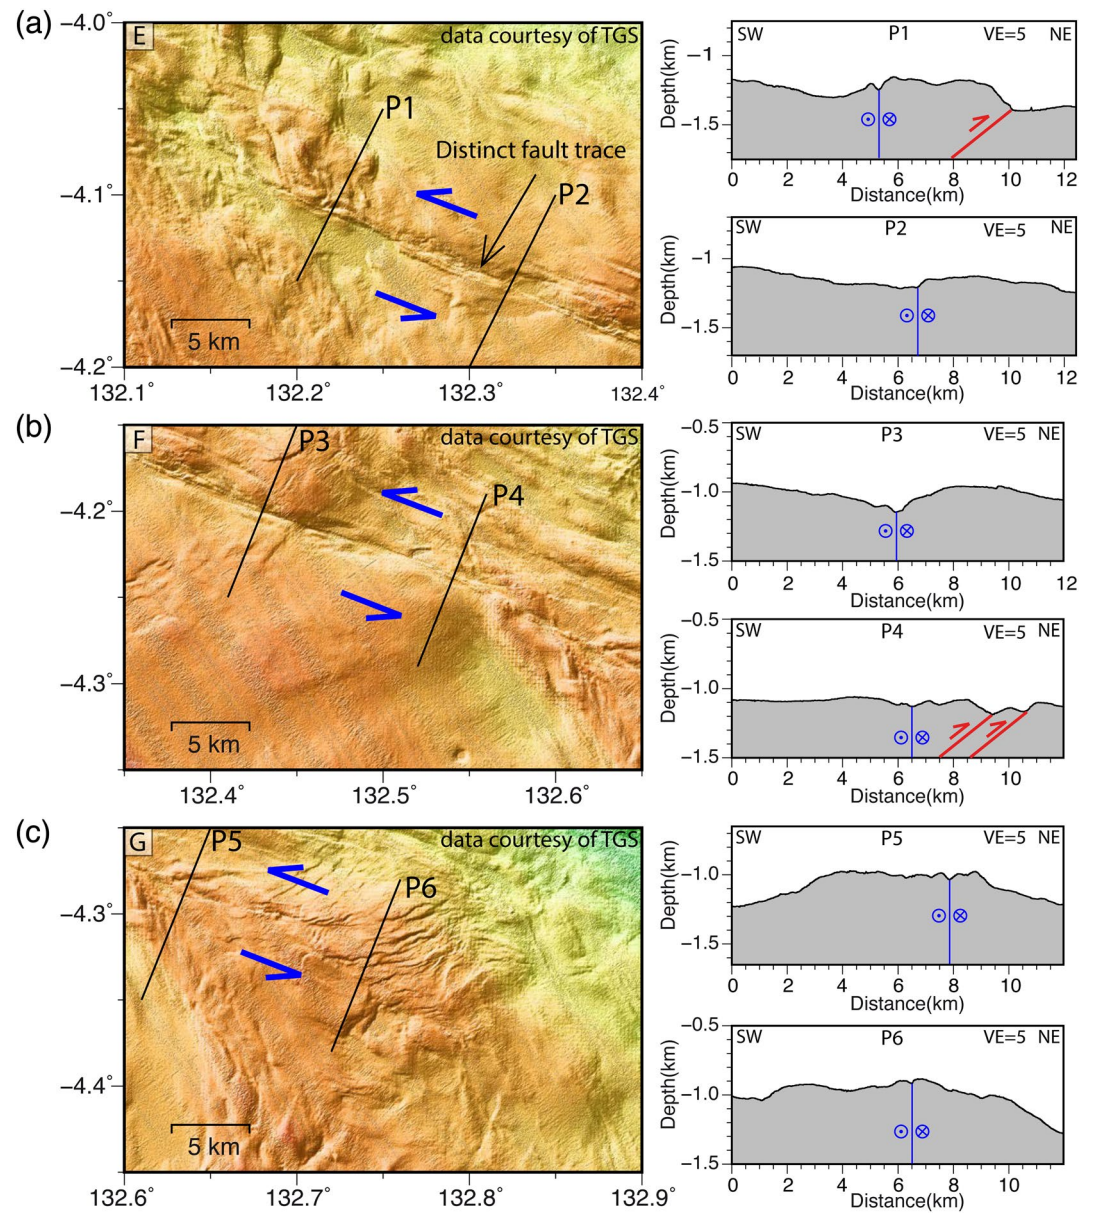 (a)
E
data courtesy of TGS
P1
Distinct fault trace
P2
5 km
−4.0°
−4.1°
−4.2°
132.1° 132.2° 132.3° 132.4°
SW P1 VE=5 NE
Depth(km)
−1
−1.5
0 2 4 6 8 10 12
Distance(km)
SW P2 VE=5 NE
Depth(km)
−1
−1.5
0 2 4 6 8 10 12
Distance(km)
(b)
F
data courtesy of TGS
P3
P4
5 km
−4.2°
−4.3°
132.4° 132.5° 132.6°
−0.5
SW P3 VE=5 NE
Depth(km)
−1.0
−1.5
0 2 4 6 8 10 12
Distance(km)
−0.5
SW P4 VE=5 NE
Depth(km)
−1.0
−1.5
0 2 4 6 8 10
Distance(km)
(c)
G
data courtesy of TGS
P5
P6
5 km
−4.3°
−4.4°
132.6° 132.7° 132.8° 132.9°
SW P5 VE=5 NE
Depth(km)
−1.0
−1.5
0 2 4 6 8 10
Distance(km)
−0.5
SW P6 VE=5 NE
Depth(km)
−1.0
−1.5
0 2 4 6 8 10
Distance(km)